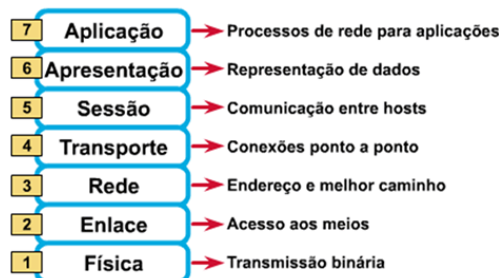 7 Aplicação Processos de rede para aplicações
6 Apresentação Representação de dados
5 Sessão Comunicação entre hosts
4 Transporte Conexões ponto a ponto
3 Rede Endereço e melhor caminho
2 Enlace Acesso aos meios
1 Física Transmissão binária